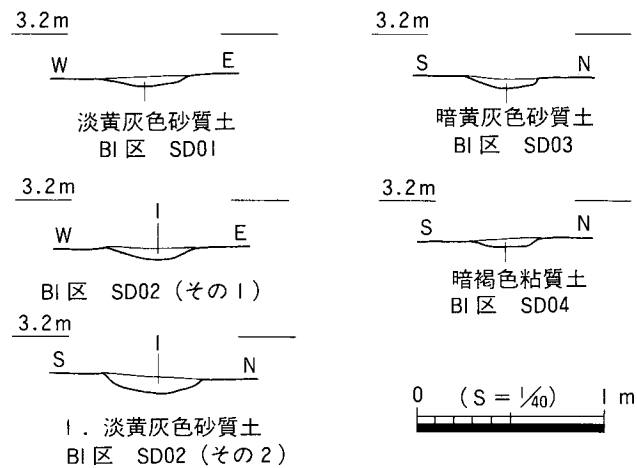 3.2m
W E
淡黄灰色砂質土
BI区 SD01
3.2m
S N
暗黄灰色砂質土
BI区 SD03
3.2m
1
W E
BI区 SD02(その1)
3.2m
S N
暗褐色粘質土
BI区 SD04
3.2m
1
S N
1. 淡黄灰色砂質土
BI区 SD02(その2)
0 (S=1/40) 1 m